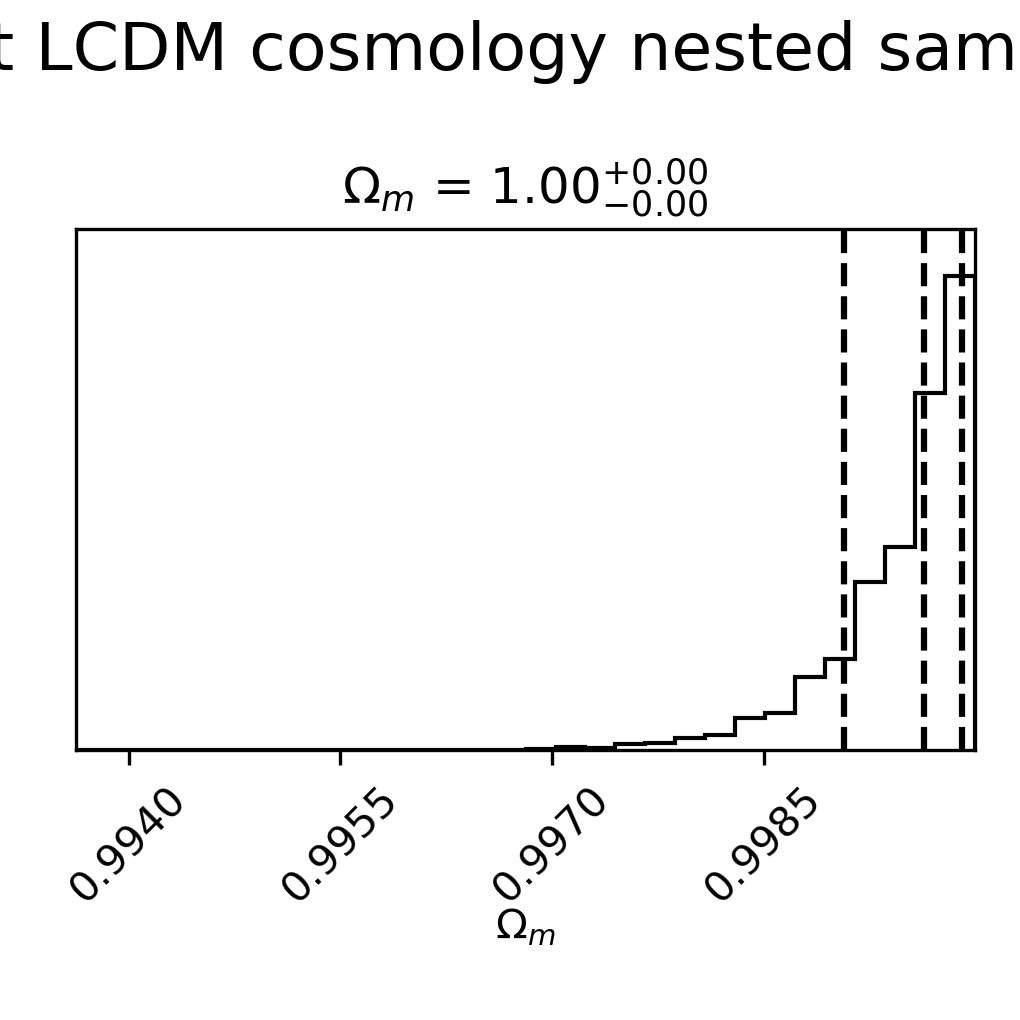 t LCDM cosmology nested sam
Ωₘ = 1.00⁺⁰·⁰⁰₋₀.₀₀
0.9940
0.9955
0.9970
0.9985
Ωₘ